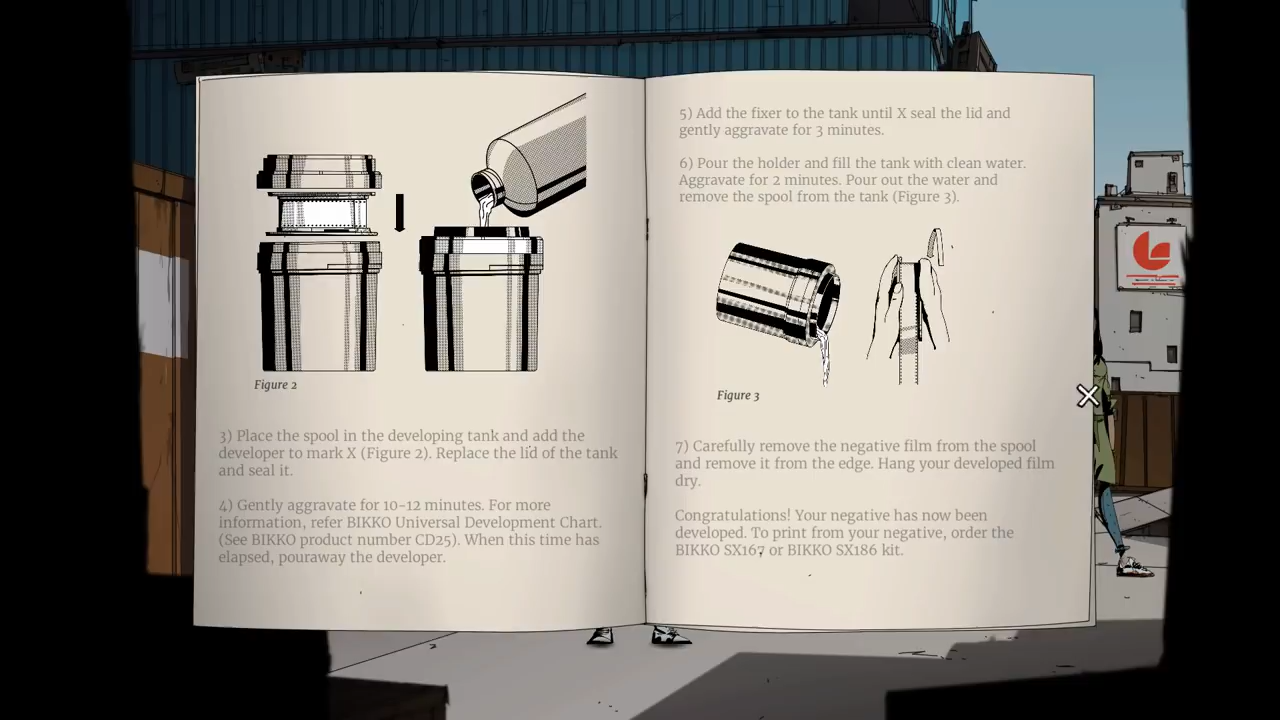 Figure 2
3) Place the spool in the developing tank and add the
developer to mark X (Figure 2). Replace the lid of the tank
and seal it.
4) Gently aggravate for 10-12 minutes. For more
information, refer BIKKO Universal Development Chart.
(See BIKKO product number CD25). When this time has
elapsed, pouraway the developer.
5) Add the fixer to the tank until X seal the lid and
gently aggravate for 3 minutes.
6) Pour the holder and fill the tank with clean water.
Aggravate for 2 minutes. Pour out the water and
remove the spool from the tank (Figure 3).
Figure 3
7) Carefully remove the negative film from the spool
and remove it from the edge. Hang your developed film
dry.
Congratulations! Your negative has now been
developed. To print from your negative, order the
BIKKO SX167 or BIKKO SX186 kit.